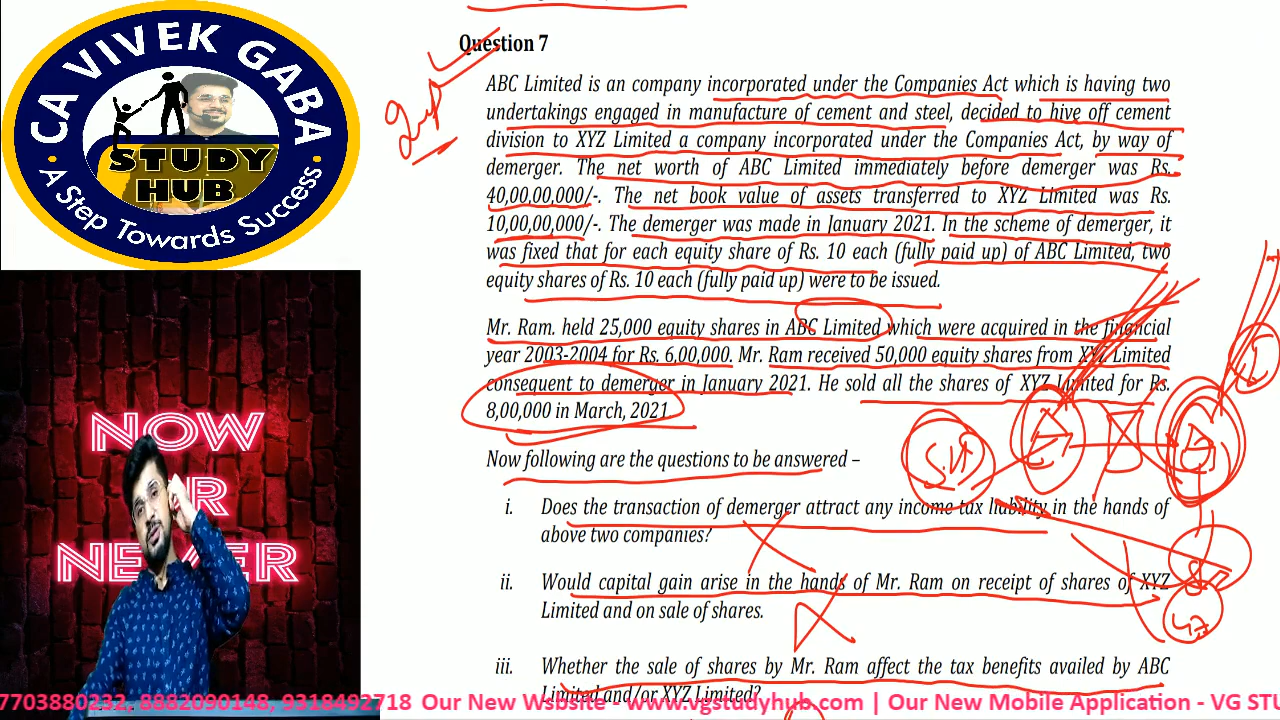 CA VIVEK GABA
STUDY
HUB
· A Step Towards Success ·
NOW
OR
NEVER
Question 7
ABC Limited is an company incorporated under the Companies Act which is having two
undertakings engaged in manufacture of cement and steel, decided to hive off cement
division to XYZ Limited a company incorporated under the Companies Act, by way of
demerger. The net worth of ABC Limited immediately before demerger was Rs.
40,00,00,000/-. The net book value of assets transferred to XYZ Limited was Rs.
10,00,00,000/-. The demerger was made in January 2021. In the scheme of demerger, it
was fixed that for each equity share of Rs. 10 each (fully paid up) of ABC Limited, two
equity shares of Rs. 10 each (fully paid up) were to be issued.
Mr. Ram. held 25,000 equity shares in ABC Limited which were acquired in the financial
year 2003-2004 for Rs. 6,00,000. Mr. Ram received 50,000 equity shares from XYZ Limited
consequent to demerger in January 2021. He sold all the shares of XYZ Limited for Rs.
8,00,000 in March, 2021
Now following are the questions to be answered –
i. Does the transaction of demerger attract any income tax liability in the hands of
above two companies?
ii. Would capital gain arise in the hands of Mr. Ram on receipt of shares of XYZ
Limited and on sale of shares.
iii. Whether the sale of shares by Mr. Ram affect the tax benefits availed by ABC
Limited and/or XYZ Limited?
7703880232, 8882090148, 9318492718 Our New Wsbsite - www.vgstudyhub.com | Our New Mobile Application - VG STU